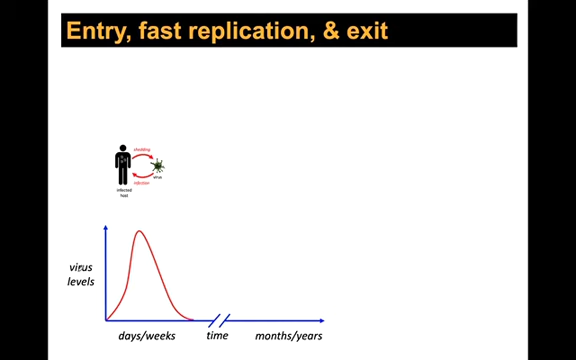 Entry, fast replication, & exit
shedding
virus
infection
infected
host
virus
levels
days/weeks
time
months/years